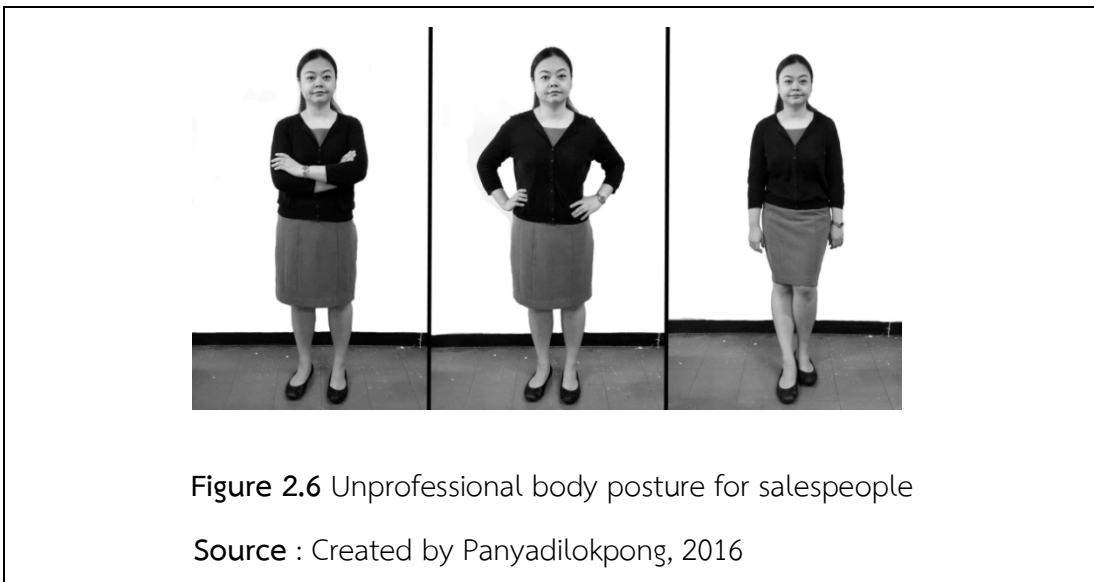 Figure 2.6 Unprofessional body posture for salespeople
Source : Created by Panyadilokpong, 2016